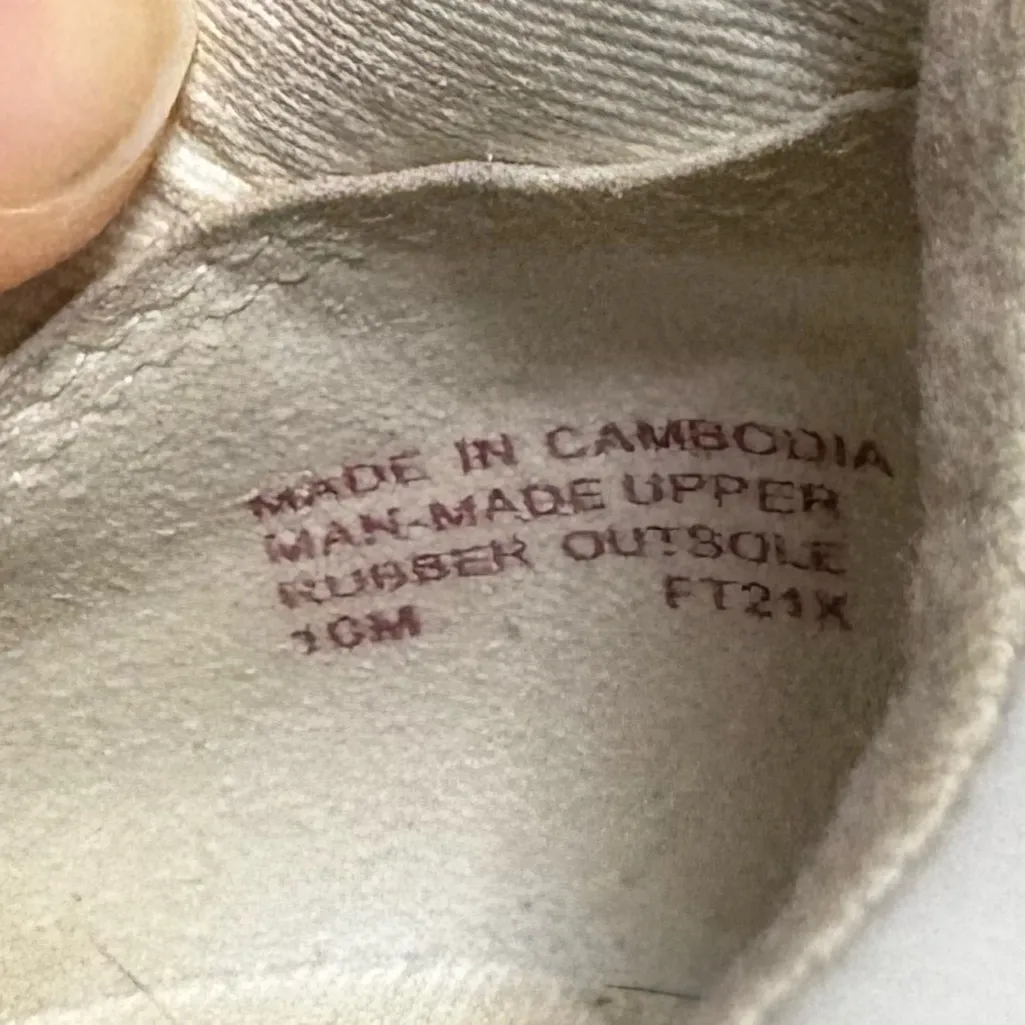 MADE IN CAMBODIA
MAN-MADE UPPER
RUBBER OUTSOLE
10M FT21X